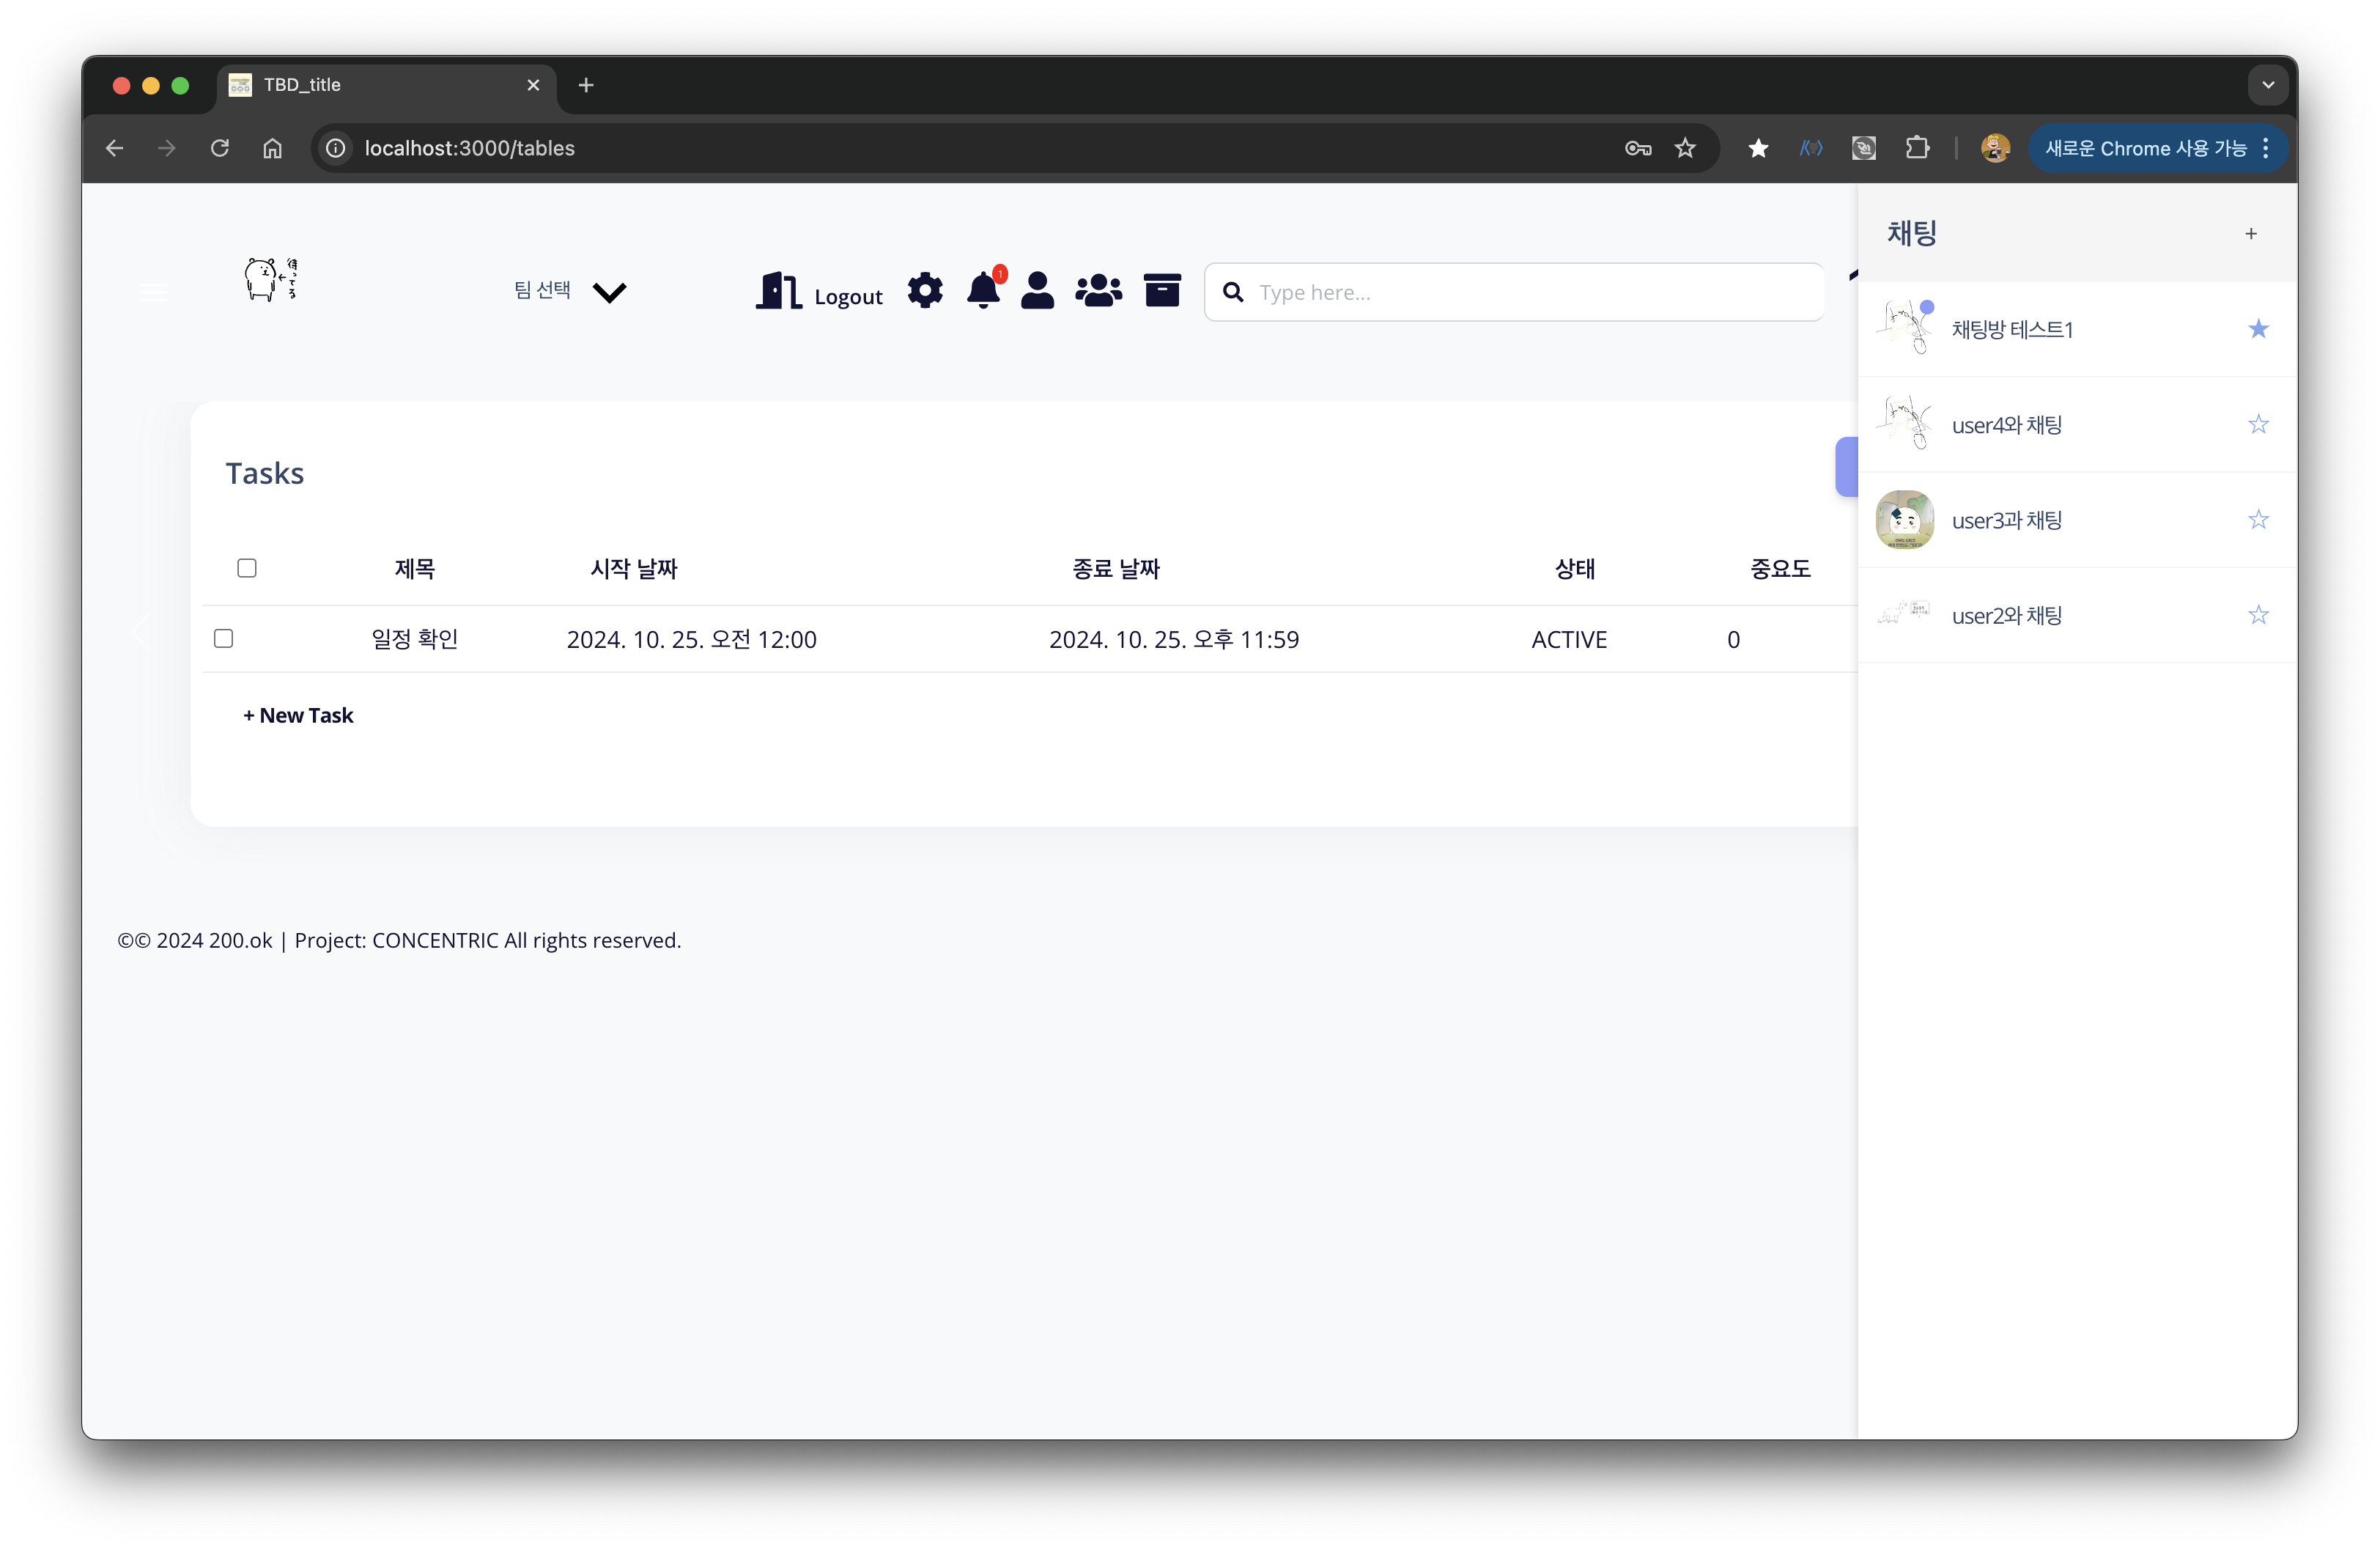 TBD_title
localhost:3000/tables
새로운 Chrome 사용 가능
待ってる
팀 선택
Logout
1
Type here...
채팅
+
채팅방 테스트1
user4와 채팅
user3과 채팅
user2와 채팅
Tasks
제목 시작 날짜 종료 날짜 상태 중요도
일정 확인 2024. 10. 25. 오전 12:00 2024. 10. 25. 오후 11:59 ACTIVE 0
+ New Task
©© 2024 200.ok | Project: CONCENTRIC All rights reserved.